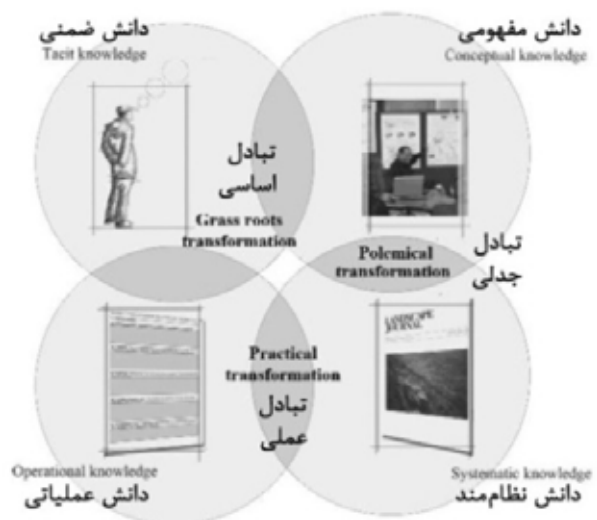 دانش ضمنی
Tacit knowledge
دانش مفهومی
Conceptual knowledge
تبادل
اساسی
Grass roots
transformation
Polemical
transformation
تبادل
جدلی
LANDSCAPE
JOURNAL
Practical
transformation
تبادل
عملی
Operational knowledge
دانش عملیاتی
Systematic knowledge
دانش نظام‌مند